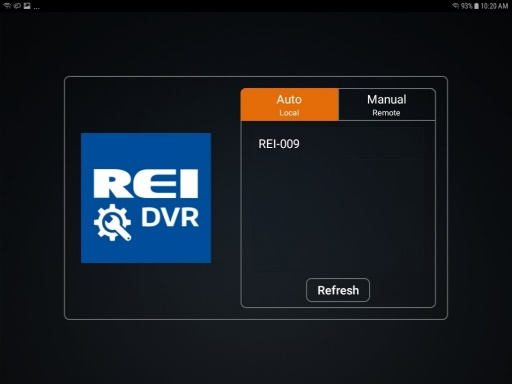 ... 93% 10:20 AM
Auto Manual
Local Remote
REI-009
REI
DVR
Refresh